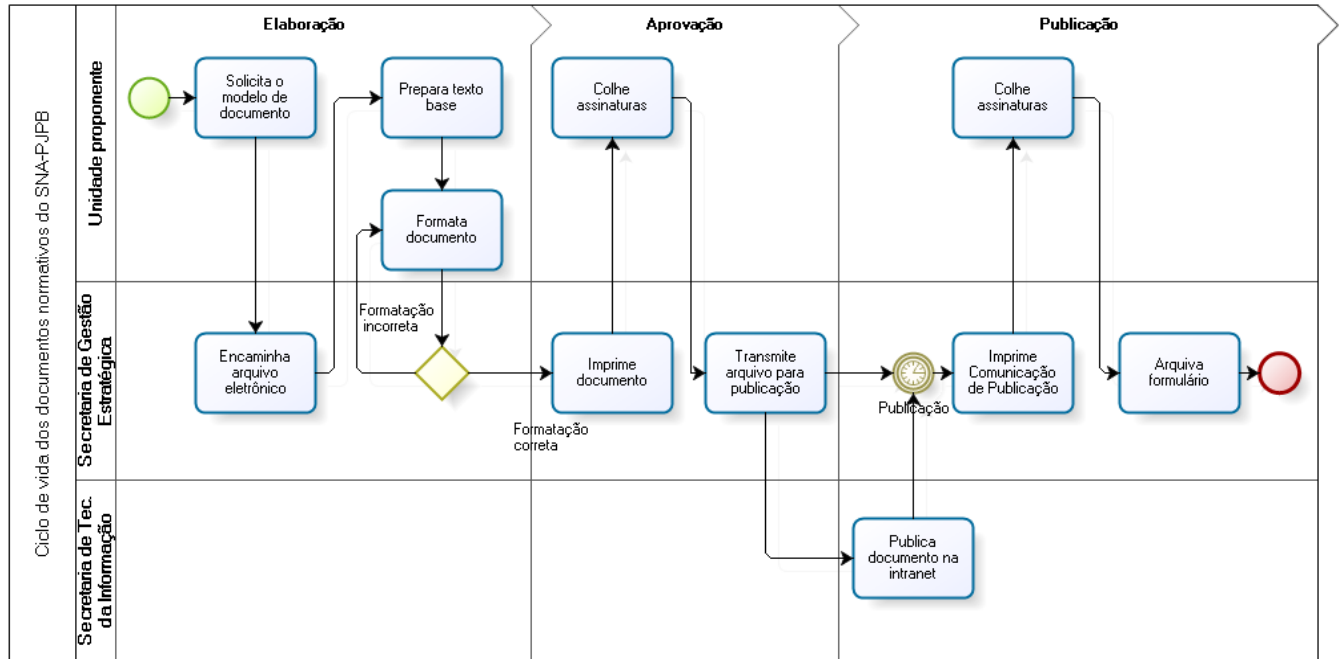 Ciclo de vida dos documentos normativos do SNA-PJPB
Elaboração
Aprovação
Publicação
Unidade proponente
Solicita o
modelo de
documento
Prepara texto
base
Formata
documento
Colhe
assinaturas
Colhe
assinaturas
Secretaria de Gestão
Estratégica
Encaminha
arquivo
eletrônico
Formatação
incorreta
Formatação
correta
Imprime
documento
Transmite
arquivo para
publicação
Publicação
Imprime
Comunicação
de Publicação
Arquiva
formulário
Secretaria de Tec.
da Informação
Publica
documento na
intranet